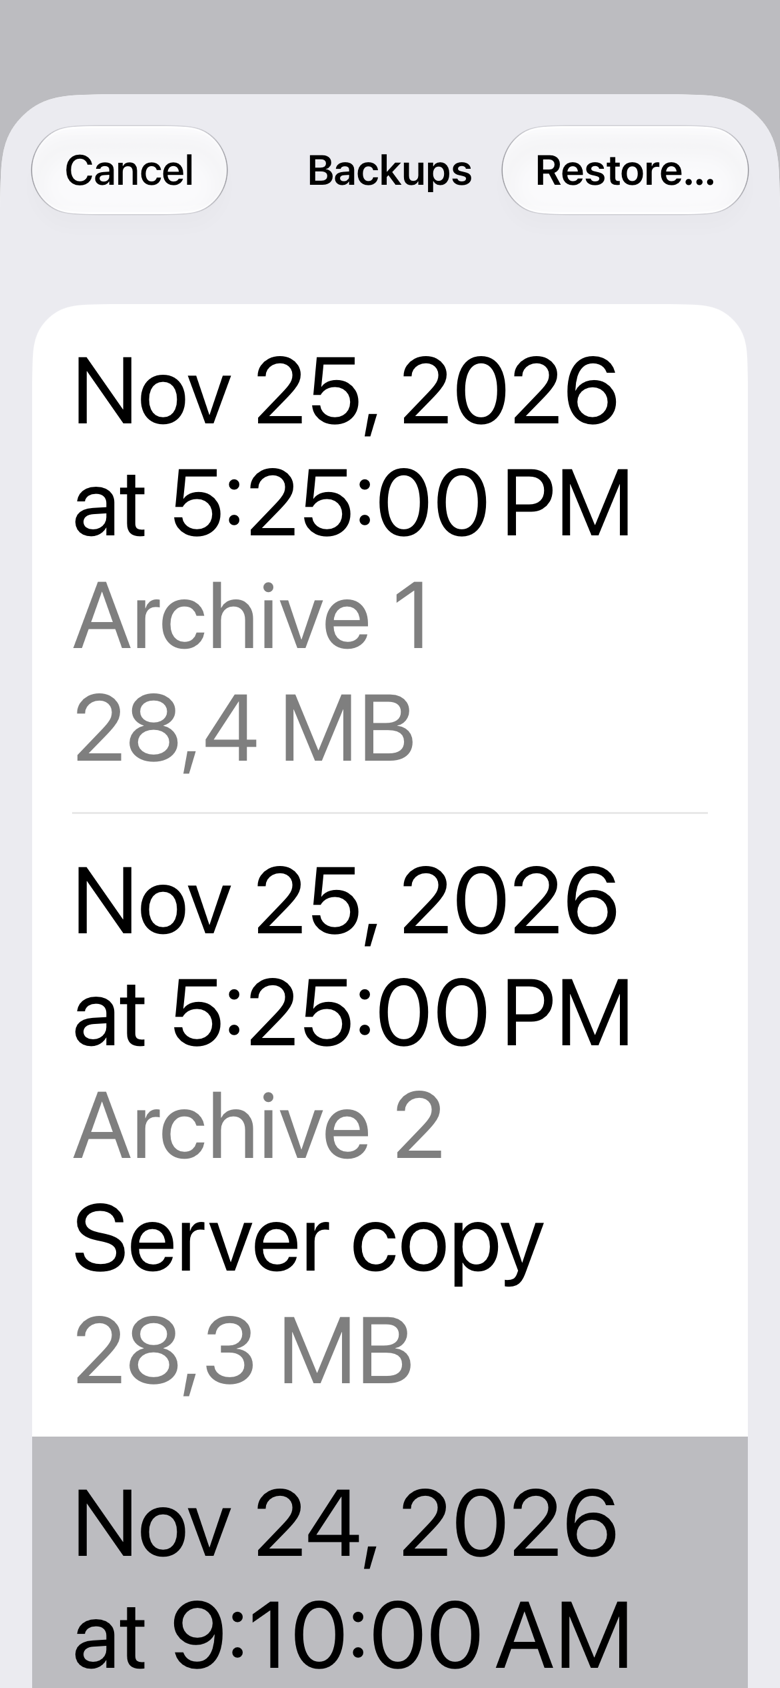 Cancel
Backups
Restore...
Nov 25, 2026
at 5:25:00 PM
Archive 1
28,4 MB
Nov 25, 2026
at 5:25:00 PM
Archive 2
Server copy
28,3 MB
Nov 24, 2026
at 9:10:00 AM